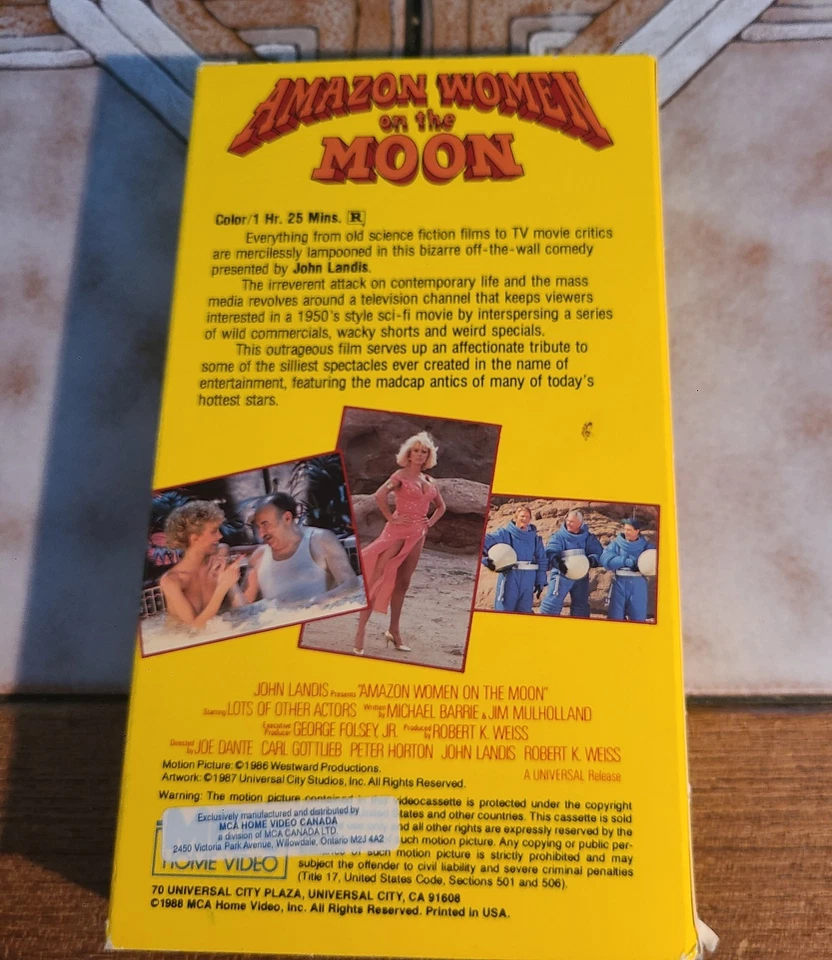 AMAZON WOMEN
on the
MOON
Color/1 Hr. 25 Mins. R
Everything from old science fiction films to TV movie critics
are mercilessly lampooned in this bizarre off-the-wall comedy
presented by John Landis.
The irreverent attack on contemporary life and the mass
media revolves around a television channel that keeps viewers
interested in a 1950's style sci-fi movie by interspersing a series
of wild commercials, wacky shorts and weird specials.
This outrageous film serves up an affectionate tribute to
some of the silliest spectacles ever created in the name of
entertainment, featuring the madcap antics of many of today's
hottest stars.
JOHN LANDIS Presents "AMAZON WOMEN ON THE MOON"
Starring LOTS OF OTHER ACTORS Written by MICHAEL BARRIE & JIM MULHOLLAND
Executive Producer GEORGE FOLSEY, JR. Produced by ROBERT K. WEISS
Directed by JOE DANTE CARL GOTTLIEB PETER HORTON JOHN LANDIS ROBERT K. WEISS
Motion Picture: ©1986 Westward Productions.
Artwork: ©1987 Universal City Studios, Inc. All Rights Reserved.
A UNIVERSAL Release
Warning: The motion picture contained videocassette is protected under the copyright
tates and other countries. This cassette is sold
nd all other rights are expressly reserved by the
uch motion picture. Any copying or public per-
such motion picture is strictly prohibited and may
subject the offender to civil liability and severe criminal penalties
(Title 17, United States Code, Sections 501 and 506).
Exclusively manufactured and distributed by
MCA HOME VIDEO CANADA
a division of MCA CANADA LTD.
2450 Victoria Park Avenue, Willowdale, Ontario M2J 4A2
HOME VIDEO
70 UNIVERSAL CITY PLAZA, UNIVERSAL CITY, CA 91608
©1988 MCA Home Video, Inc. All Rights Reserved. Printed in USA.